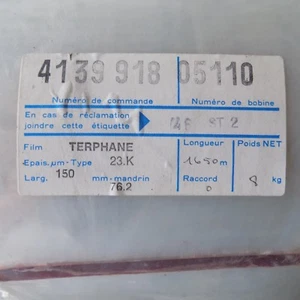 4139 918 05110
Numéro de commande Numéro de bobine
En cas de réclamation
joindre cette étiquette
Film TERPHANE Longueur Poids NET
Epais.µm-Type 23.K 1690 m
Larg. 150 mm-mandrin Raccord 8 kg
76.2 0